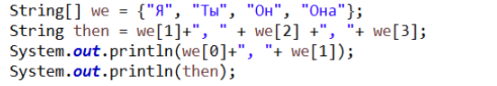 String[] we = {"Я", "Ты", "Он", "Она"};
String then = we[1]+", " + we[2] +", "+ we[3];
System.out.println(we[0]+", "+ we[1]);
System.out.println(then);